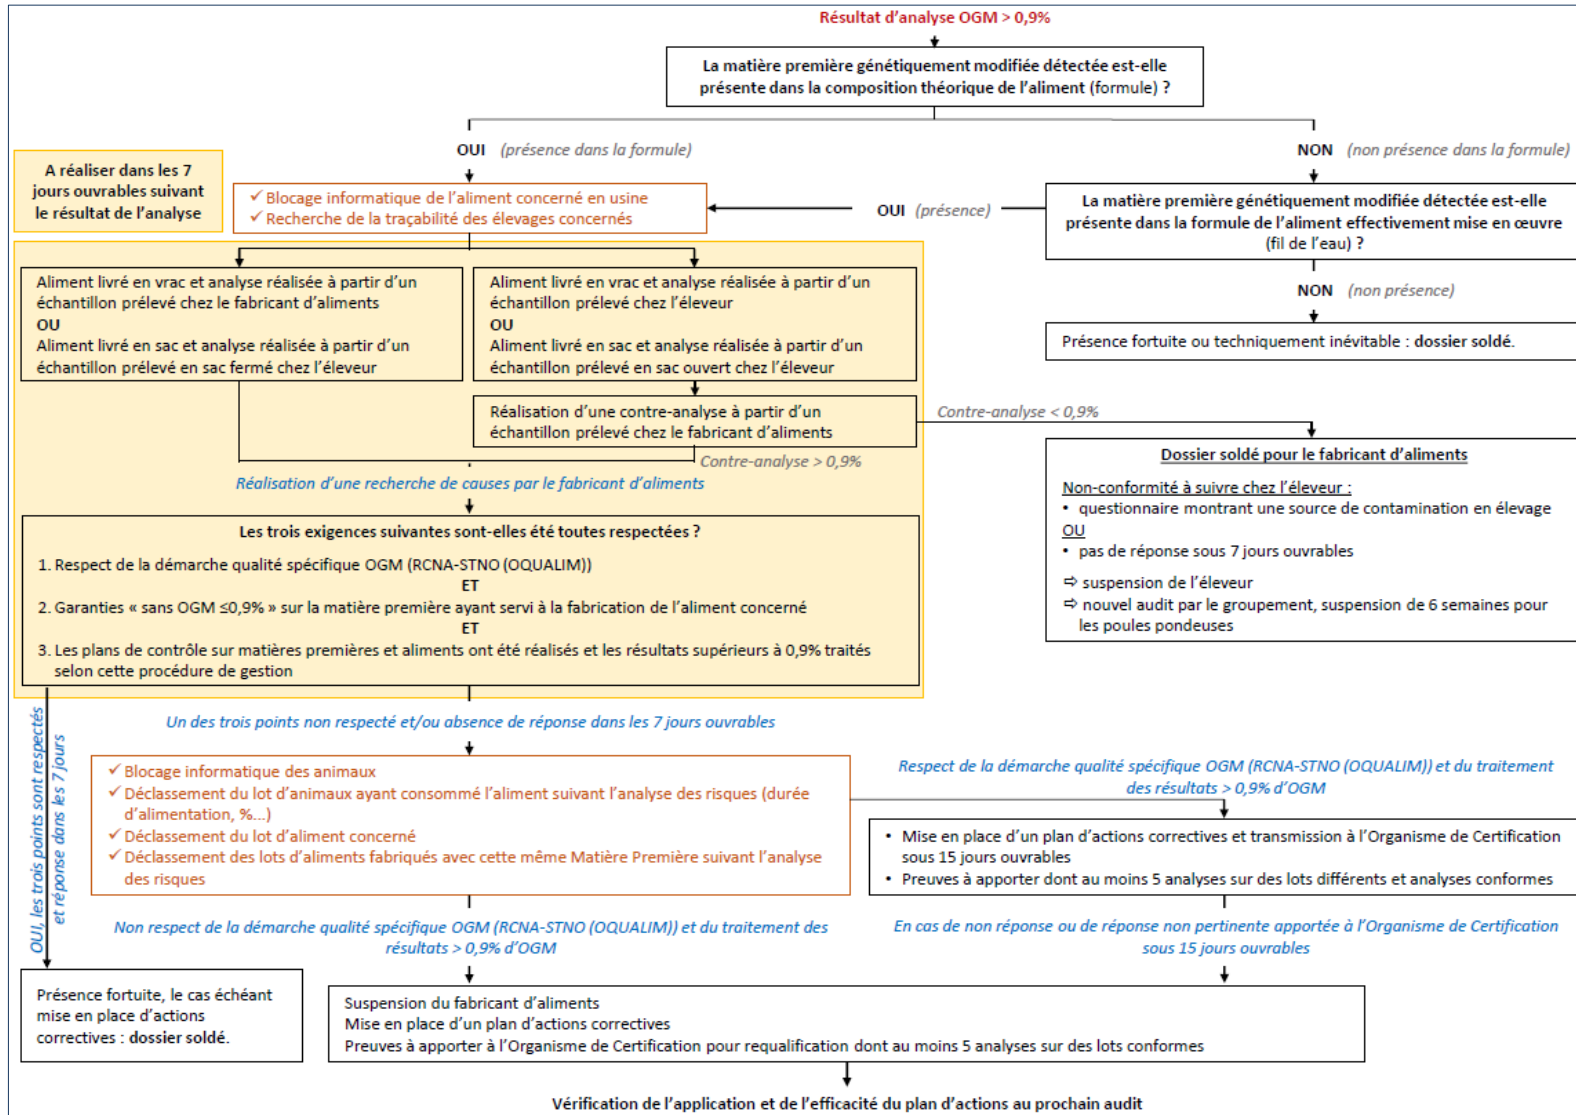 Résultat d'analyse OGM > 0,9%
La matière première génétiquement modifiée détectée est-elle
présente dans la composition théorique de l'aliment (formule) ?
OUI (présence dans la formule)
NON (non présence dans la formule)
A réaliser dans les 7
jours ouvrables suivant
le résultat de l'analyse
✓ Blocage informatique de l'aliment concerné en usine
✓ Recherche de la traçabilité des élevages concernés
OUI (présence)
La matière première génétiquement modifiée détectée est-elle
présente dans la formule de l'aliment effectivement mise en œuvre
(fil de l'eau) ?
NON (non présence)
Présence fortuite ou techniquement inévitable : dossier soldé.
Aliment livré en vrac et analyse réalisée à partir d'un
échantillon prélevé chez le fabricant d'aliments
OU
Aliment livré en sac et analyse réalisée à partir d'un
échantillon prélevé en sac fermé chez l'éleveur
Aliment livré en vrac et analyse réalisée à partir d'un
échantillon prélevé chez l'éleveur
OU
Aliment livré en sac et analyse réalisée à partir d'un
échantillon prélevé en sac ouvert chez l'éleveur
Réalisation d'une contre-analyse à partir d'un
échantillon prélevé chez le fabricant d'aliments
Contre-analyse < 0,9%
Contre-analyse > 0,9%
Dossier soldé pour le fabricant d'aliments
Non-conformité à suivre chez l'éleveur :
• questionnaire montrant une source de contamination en élevage
OU
• pas de réponse sous 7 jours ouvrables
⇨ suspension de l'éleveur
⇨ nouvel audit par le groupement, suspension de 6 semaines pour
les poules pondeuses
Réalisation d'une recherche de causes par le fabricant d'aliments
Les trois exigences suivantes sont-elles été toutes respectées ?
1. Respect de la démarche qualité spécifique OGM (RCNA-STNO (OQUALIM))
ET
2. Garanties « sans OGM ≤0,9% » sur la matière première ayant servi à la fabrication de l'aliment concerné
ET
3. Les plans de contrôle sur matières premières et aliments ont été réalisés et les résultats supérieurs à 0,9% traités
selon cette procédure de gestion
OUI, les trois points sont respectés
et réponse dans les 7 jours
Un des trois points non respecté et/ou absence de réponse dans les 7 jours ouvrables
✓ Blocage informatique des animaux
✓ Déclassement du lot d'animaux ayant consommé l'aliment suivant l'analyse des risques (durée
d'alimentation, %...)
✓ Déclassement du lot d'aliment concerné
✓ Déclassement des lots d'aliments fabriqués avec cette même Matière Première suivant l'analyse
des risques
Respect de la démarche qualité spécifique OGM (RCNA-STNO (OQUALIM)) et du traitement
des résultats > 0,9% d'OGM
• Mise en place d'un plan d'actions correctives et transmission à l'Organisme de Certification
sous 15 jours ouvrables
• Preuves à apporter dont au moins 5 analyses sur des lots différents et analyses conformes
Non respect de la démarche qualité spécifique OGM (RCNA-STNO (OQUALIM)) et du traitement des
résultats > 0,9% d'OGM
En cas de non réponse ou de réponse non pertinente apportée à l'Organisme de Certification
sous 15 jours ouvrables
Présence fortuite, le cas échéant
mise en place d'actions
correctives : dossier soldé.
Suspension du fabricant d'aliments
Mise en place d'un plan d'actions correctives
Preuves à apporter à l'Organisme de Certification pour requalification dont au moins 5 analyses sur des lots conformes
Vérification de l'application et de l'efficacité du plan d'actions au prochain audit